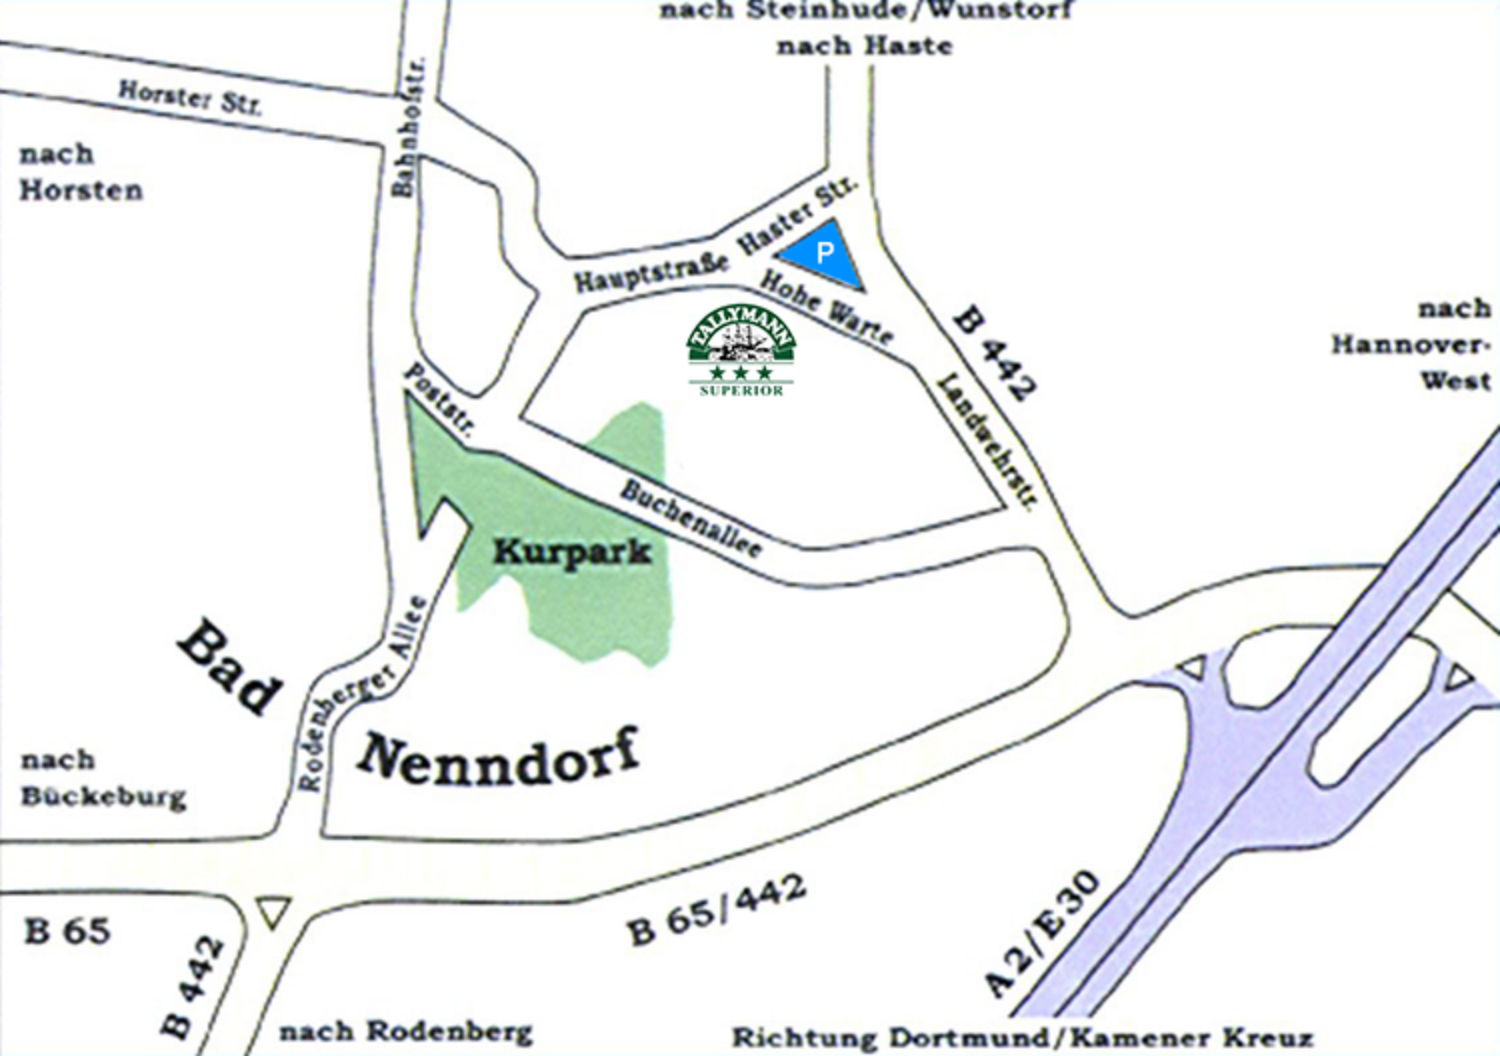 nach Steinhude/Wunstorf
nach Haste
Horster Str.
Bahnhofstr.
nach
Horsten
Haster Str.
P
Hauptstraße
Hohe Warte
TALLYMANN
SUPERIOR
B 442
nach
Hannover-
West
Poststr.
Landwehrstr.
Buchenallee
Kurpark
Rodenberger Allee
Bad
Nenndorf
nach
Bückeburg
B 65
B 442
B 65/442
A2/E30
nach Rodenberg
Richtung Dortmund/Kamener Kreuz